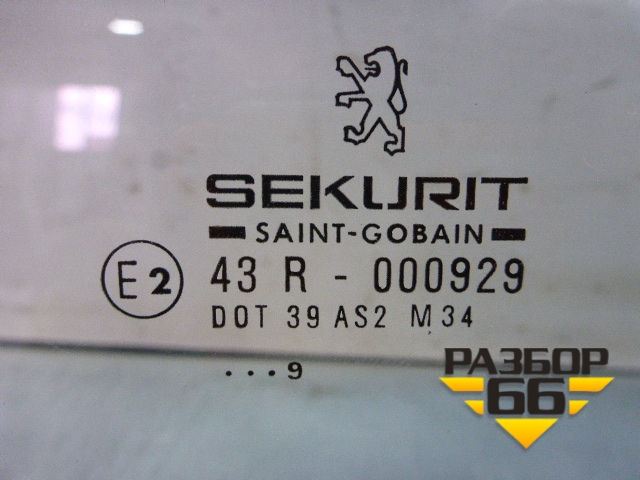 SEKURIT
SAINT-GOBAIN
E2 43 R - 000929
DOT 39 AS2 M34
...9
РАЗБОР
66